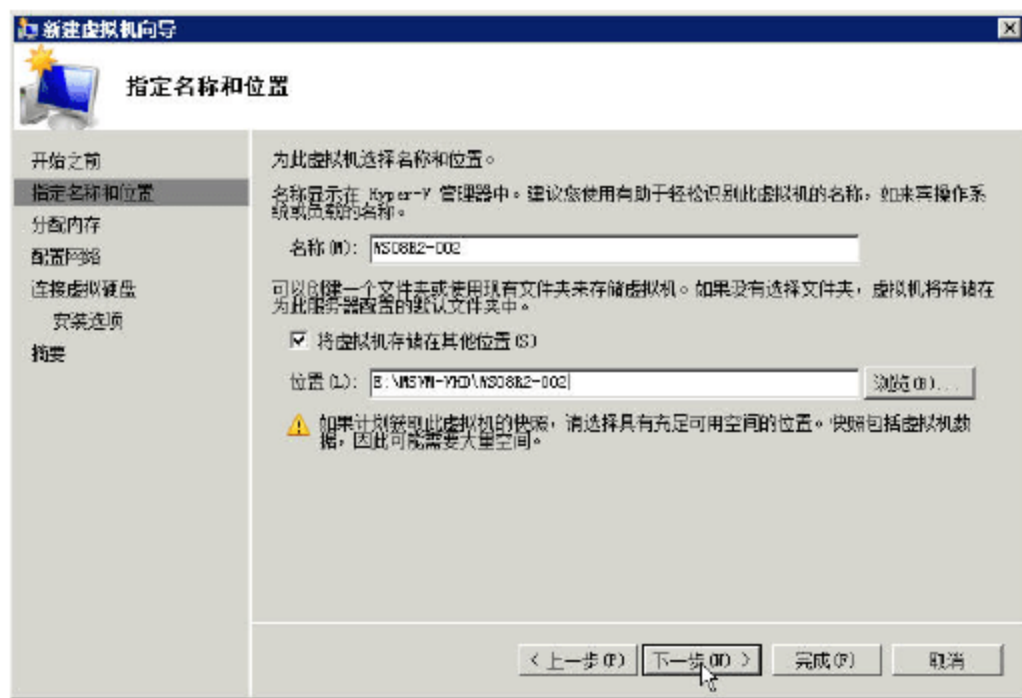 新建虚拟机向导
指定名称和位置
开始之前
指定名称和位置
分配内存
配置网络
连接虚拟硬盘
安装选项
摘要
为此虚拟机选择名称和位置。
名称显示在 Hyper-V 管理器中。建议您使用有助于轻松识别此虚拟机的名称，如来宾操作系
统或负载的名称。
名称(M): WS08R2-002
可以创建一个文件夹或使用现有文件夹来存储虚拟机。如果没有选择文件夹，虚拟机将存储在
为此服务器配置的默认文件夹中。
将虚拟机存储在其他位置(S)
位置(L): E:\MSVM-VHD\WS08R2-002
浏览(B)...
如果计划获取此虚拟机的快照，请选择具有充足可用空间的位置。快照包括虚拟机数
据，因此可能需要大量空间。
< 上一步(P)
下一步(N) >
完成(F)
取消